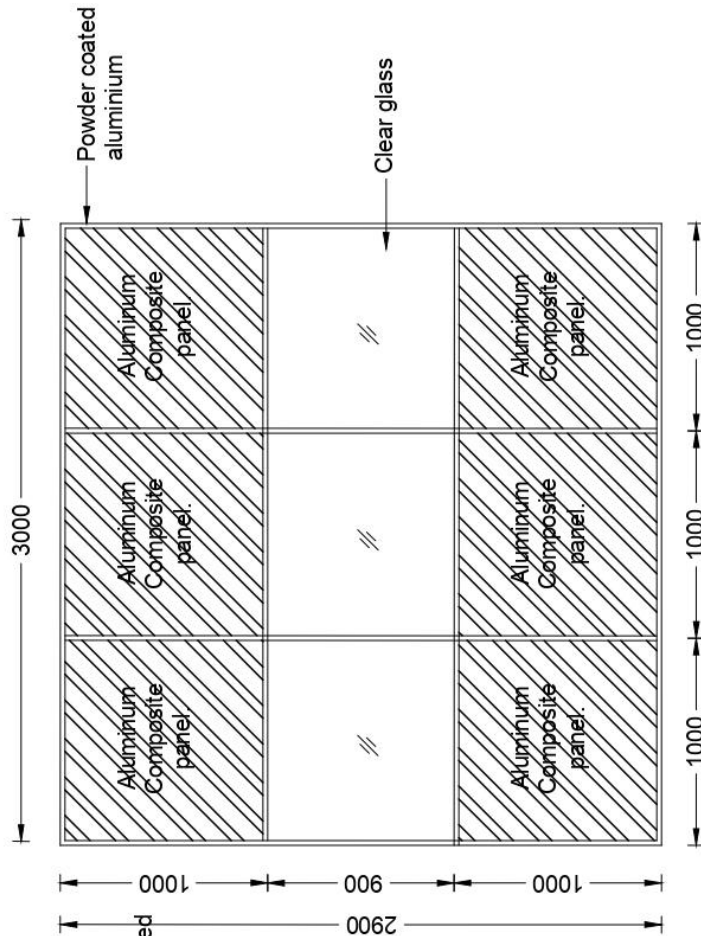 3000
Powder coated
aluminium
Aluminum
Composite
panel.
Aluminum
Composite
panel.
Aluminum
Composite
panel.
Clear glass
Aluminum
Composite
panel.
Aluminum
Composite
panel.
Aluminum
Composite
panel.
1000
900
1000
2900
1000
1000
1000
ed